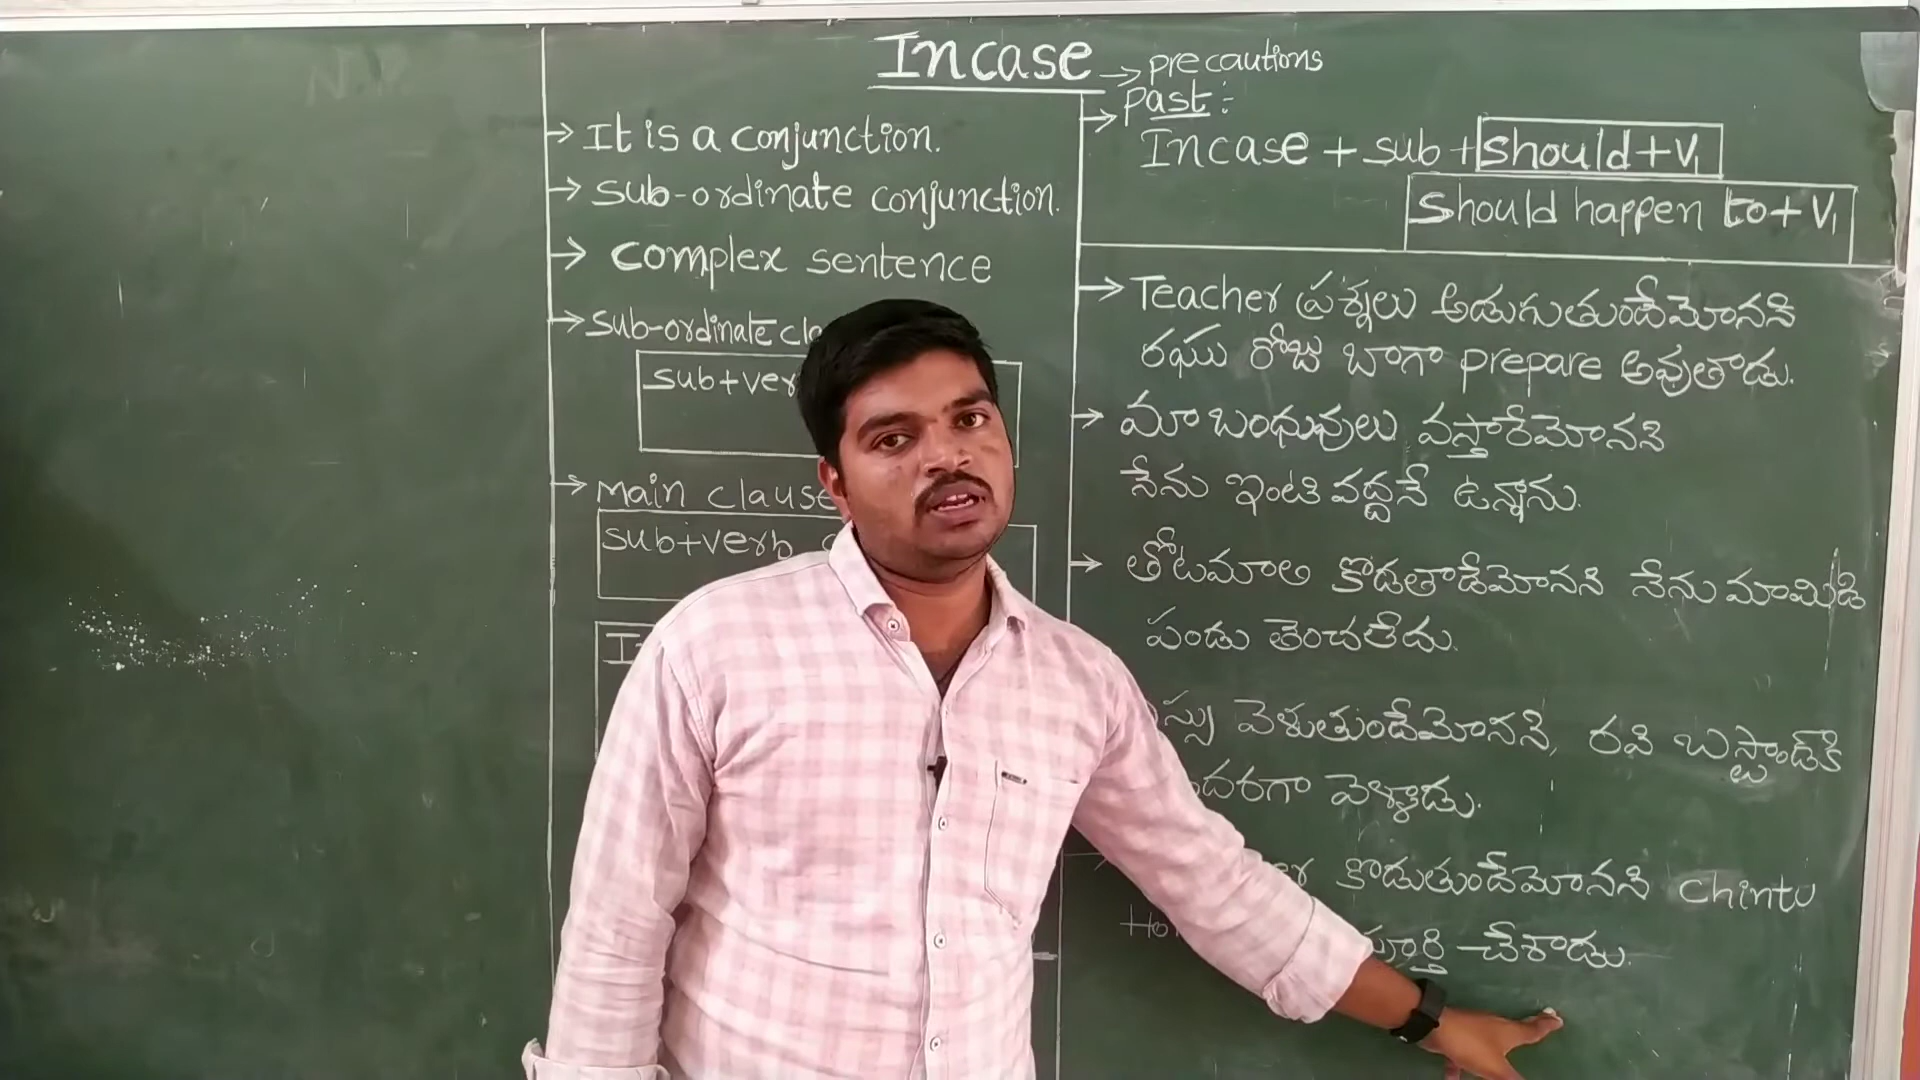 Incase → precautions
→ It is a conjunction.
→ Sub-ordinate conjunction.
→ Complex sentence
→ Sub-ordinate
sub+ver
→ Main clause
sub+verb
→ Past :-
Incase + sub + should+V₁
should happen to+V₁
→ Teacher ప్రశ్నలు అడుగుతుందేమోనని
రఘు రోజు బాగా prepare అవుతాడు.
→ మా బంధువులు వస్తారేమోనని
నేను ఇంటి వద్దనే ఉన్నాను.
→ తోటమాలి కొడతాడేమోనని నేను మామిడి
పండు తెంచలేదు.
వెళుతుందేమోనని, రవి బస్టాండ్‌కి
వెళ్ళాడు.
కొడుతుందేమోనని Chintu
పూర్తి చేశాడు.